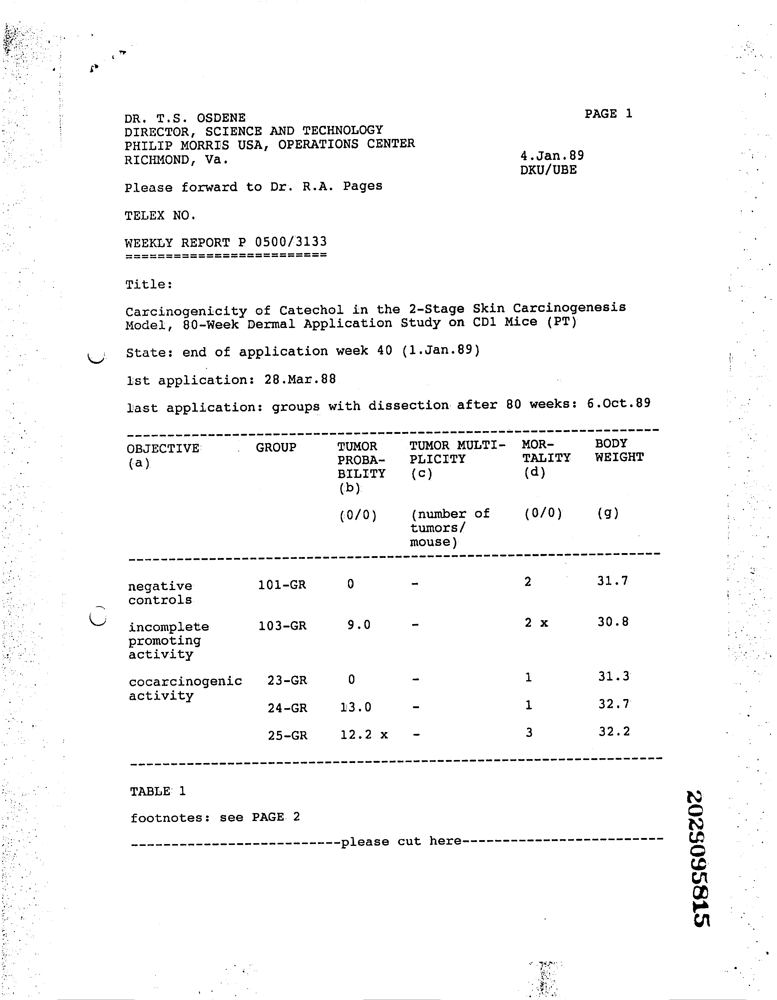 PAGE 1
DR. T.S. OSDENE
DIRECTOR, SCIENCE AND TECHNOLOGY
PHILIP MORRIS USA, OPERATIONS CENTER
RICHMOND, Va.
4.Jan.89
DKU/UBE
Please forward to Dr. R.A. Pages
TELEX NO.
WEEKLY REPORT P 0500/3133
=========================
Title:
Carcinogenicity of Catechol in the 2-Stage Skin Carcinogenesis
Model, 80-Week Dermal Application Study on CD1 Mice (PT)
State: end of application week 40 (1.Jan.89)
1st application: 28.Mar.88
last application: groups with dissection after 80 weeks: 6.Oct.89
------------------------------------------------------------------
OBJECTIVE GROUP TUMOR TUMOR MULTI- MOR- BODY
(a) PROBA- PLICITY TALITY WEIGHT
BILITY (c) (d)
(b)
(0/0) (number of (0/0) (g)
tumors/
mouse)
------------------------------------------------------------------
negative 101-GR 0 - 2 31.7
controls
incomplete 103-GR 9.0 - 2 x 30.8
promoting
activity
cocarcinogenic 23-GR 0 - 1 31.3
activity
24-GR 13.0 - 1 32.7
25-GR 12.2 x - 3 32.2
------------------------------------------------------------------
TABLE 1
footnotes: see PAGE 2
--------------------------please cut here-------------------------
2029095815